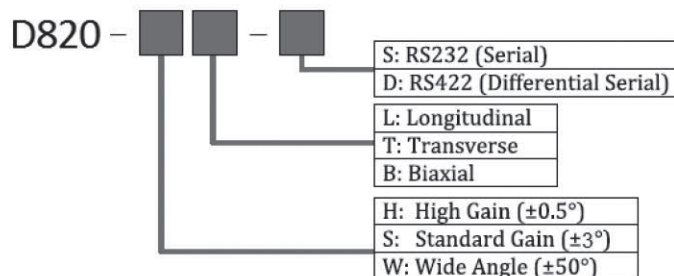 D820 –  –
S: RS232 (Serial)
D: RS422 (Differential Serial)
L: Longitudinal
T: Transverse
B: Biaxial
H: High Gain (±0.5°)
S: Standard Gain (±3°)
W: Wide Angle (±50°)